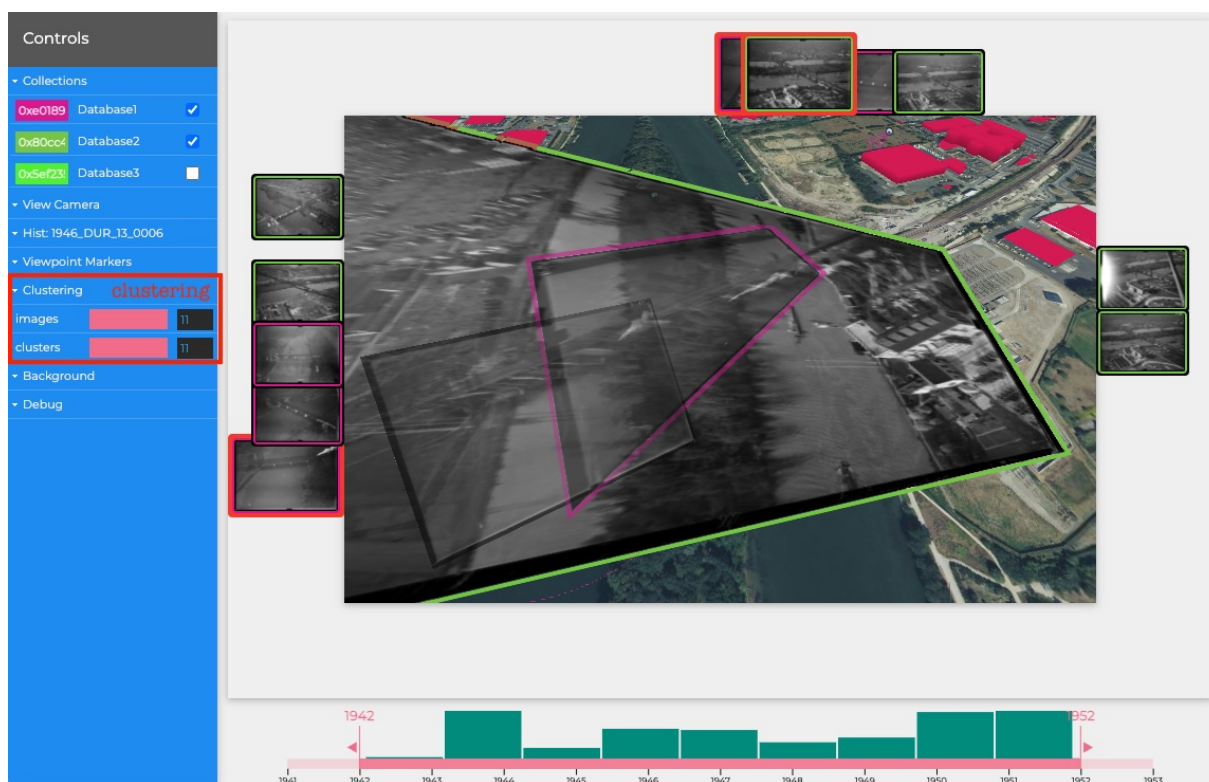 Controls
Collections
0xe0189 Database1
0x80cc4 Database2
0x5ef23 Database3
View Camera
Hist: 1946_DUR_13_0006
Viewpoint Markers
Clustering clustering
images 11
clusters 11
Background
Debug
1942 1952
1941 1942 1943 1944 1945 1946 1947 1948 1949 1950 1951 1952 1953